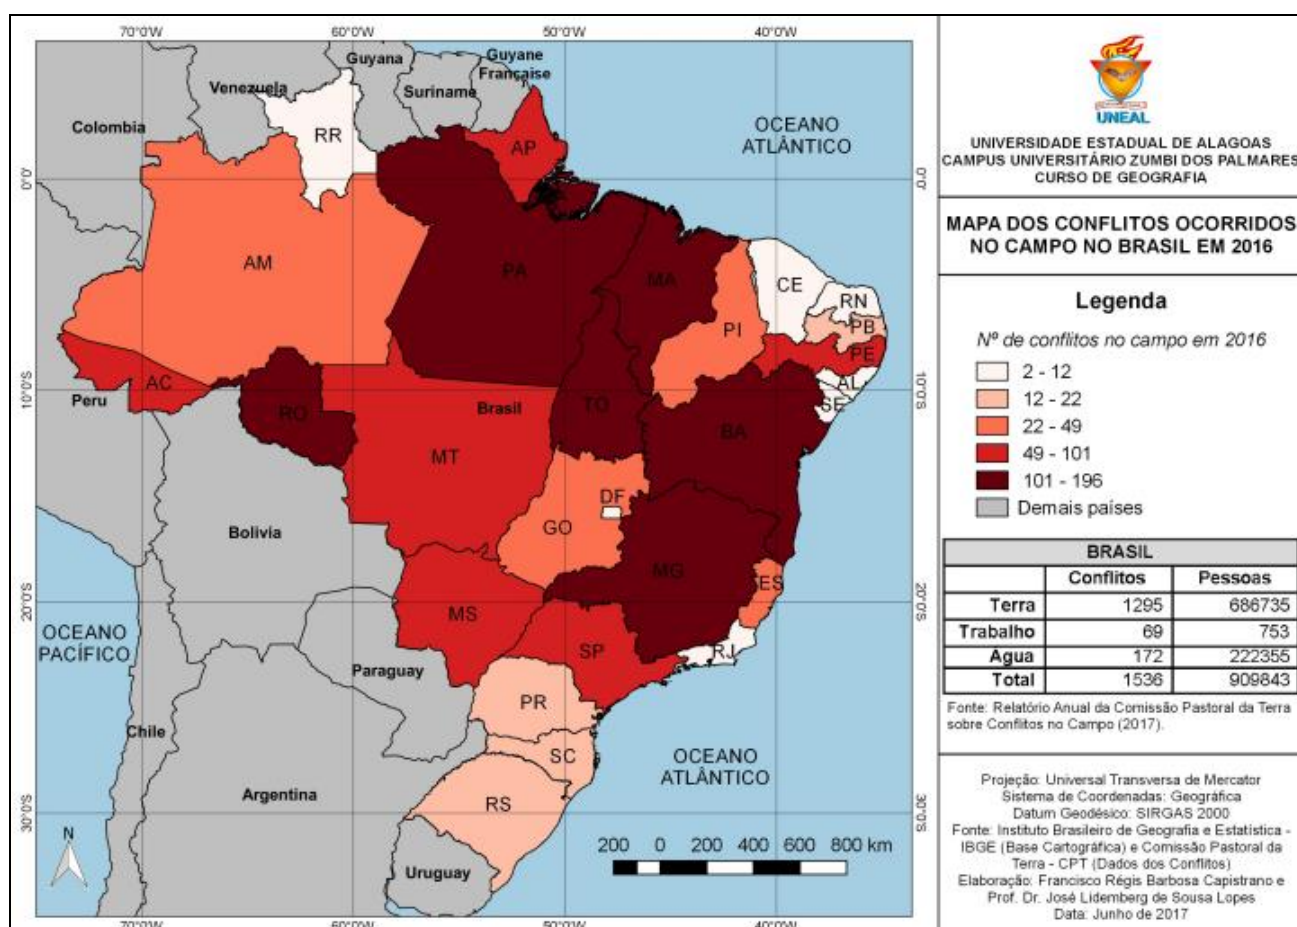 70°0'W 60°0'W 50°0'W 40°0'W
Guyana
Guyane
Française
Venezuela
Suriname
Colombia
RR
AP
OCEANO
ATLÂNTICO
0°0' 0°0'
AM
PA
MA
CE
RN
PB
PI
PE
AC
AL
10°0'S 10°0'S
Peru
Brasil
SE
RO
TO
BA
MT
DF
Bolivia
GO
MG
ES
20°0'S 20°0'S
MS
OCEANO
PACÍFICO
SP
RJ
Paraguay
PR
Chile
SC
OCEANO
ATLÂNTICO
Argentina
RS
30°0'S 30°0'S
N
200 0 200 400 600 800 km
Uruguay
70°0'W 60°0'W 50°0'W 40°0'W
UNEAL
UNIVERSIDADE ESTADUAL DE ALAGOAS
CAMPUS UNIVERSITÁRIO ZUMBI DOS PALMARES
CURSO DE GEOGRAFIA
MAPA DOS CONFLITOS OCORRIDOS
NO CAMPO NO BRASIL EM 2016
Legenda
Nº de conflitos no campo em 2016
2 - 12
12 - 22
22 - 49
49 - 101
101 - 196
Demais países
BRASIL
Conflitos Pessoas
Terra 1295 686735
Trabalho 69 753
Agua 172 222355
Total 1536 909843
Fonte: Relatório Anual da Comissão Pastoral da Terra
sobre Conflitos no Campo (2017).
Projeção: Universal Transversa de Mercator
Sistema de Coordenadas: Geográfica
Datum Geodésico: SIRGAS 2000
Fonte: Instituto Brasileiro de Geografia e Estatística -
IBGE (Base Cartográfica) e Comissão Pastoral da
Terra - CPT (Dados dos Conflitos)
Elaboração: Francisco Régis Barbosa Capistrano e
Prof. Dr. José Lidemberg de Sousa Lopes
Data: Junho de 2017